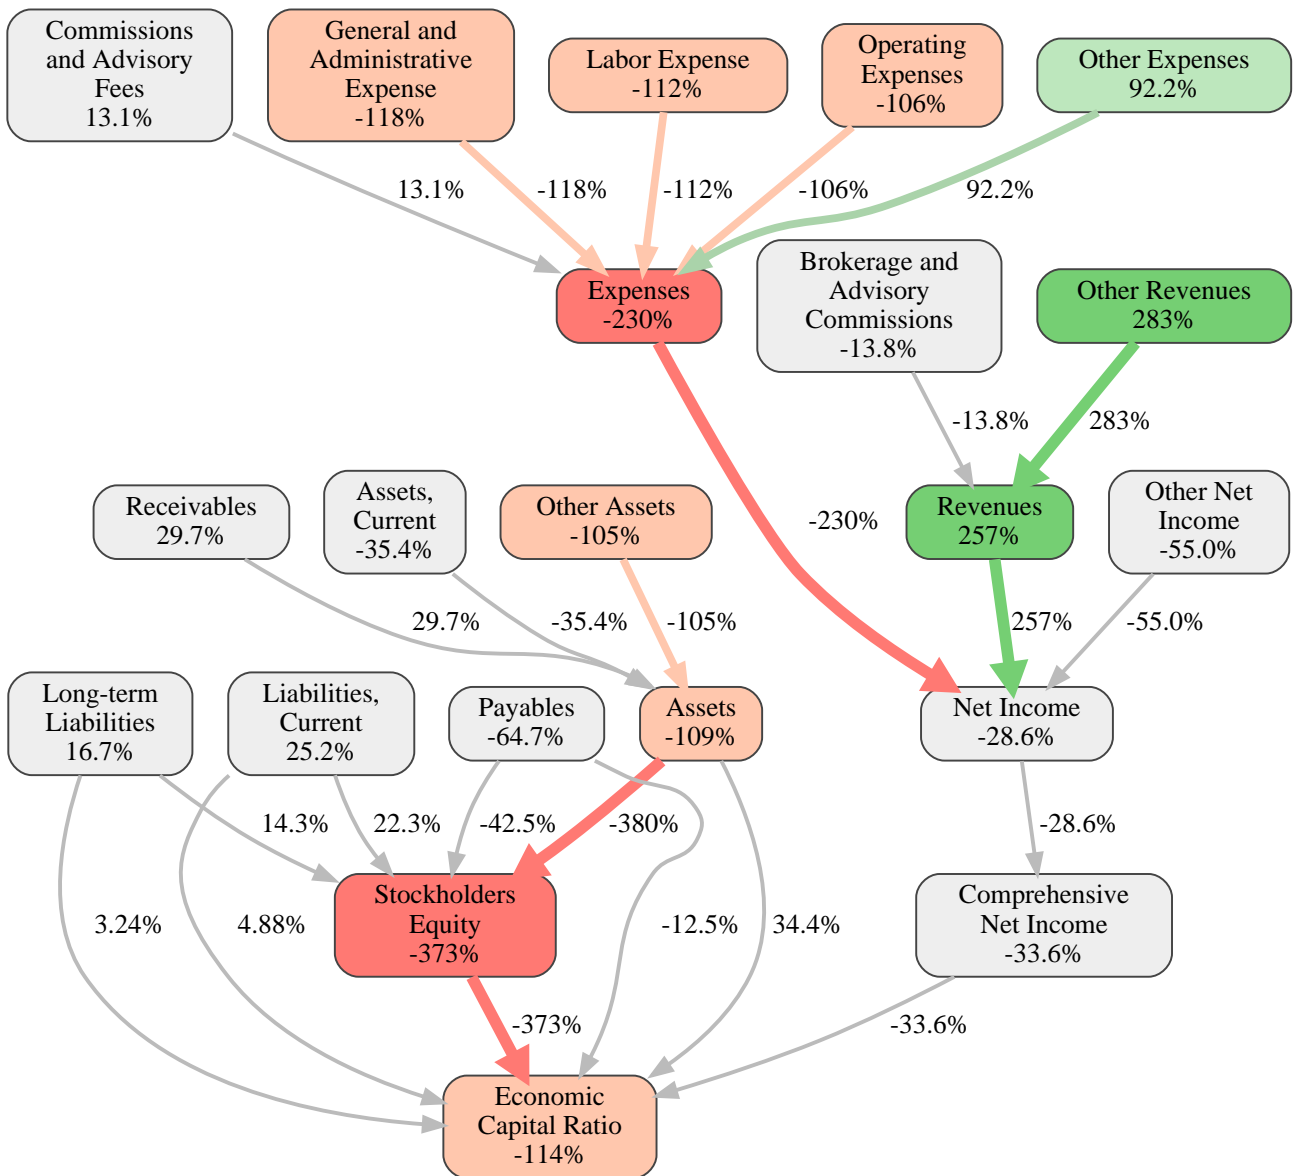 Commissions
and Advisory
Fees
13.1%
General and
Administrative
Expense
-118%
Labor Expense
-112%
Operating
Expenses
-106%
Other Expenses
92.2%
13.1%
-118%
-112%
-106%
92.2%
Expenses
-230%
Brokerage and
Advisory
Commissions
-13.8%
Other Revenues
283%
-13.8%
283%
Receivables
29.7%
Assets,
Current
-35.4%
Other Assets
-105%
-230%
Revenues
257%
Other Net
Income
-55.0%
29.7%
-35.4%
-105%
257%
-55.0%
Long-term
Liabilities
16.7%
Liabilities,
Current
25.2%
Payables
-64.7%
Assets
-109%
Net Income
-28.6%
14.3%
22.3%
-42.5%
-380%
-28.6%
3.24%
4.88%
Stockholders
Equity
-373%
-12.5%
34.4%
Comprehensive
Net Income
-33.6%
-373%
-33.6%
Economic
Capital Ratio
-114%